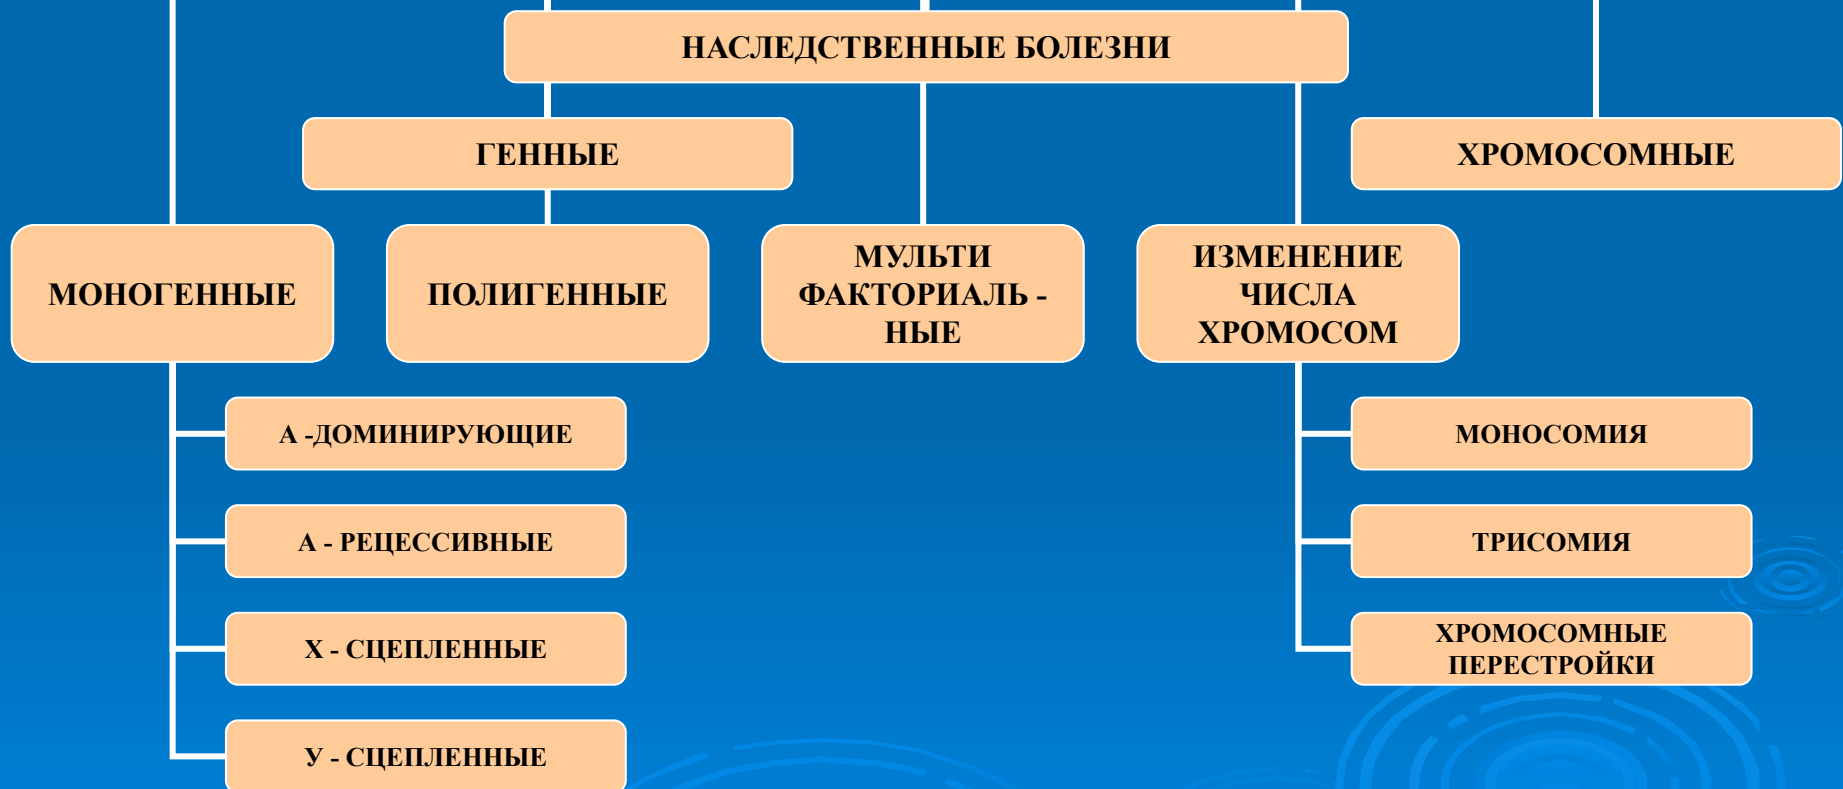 НАСЛЕДСТВЕННЫЕ БОЛЕЗНИ
ГЕННЫЕ
ХРОМОСОМНЫЕ
МОНОГЕННЫЕ
ПОЛИГЕННЫЕ
МУЛЬТИ
ФАКТОРИАЛЬ -
НЫЕ
ИЗМЕНЕНИЕ
ЧИСЛА
ХРОМОСОМ
А -ДОМИНИРУЮЩИЕ
А - РЕЦЕССИВНЫЕ
Х - СЦЕПЛЕННЫЕ
У - СЦЕПЛЕННЫЕ
МОНОСОМИЯ
ТРИСОМИЯ
ХРОМОСОМНЫЕ
ПЕРЕСТРОЙКИ